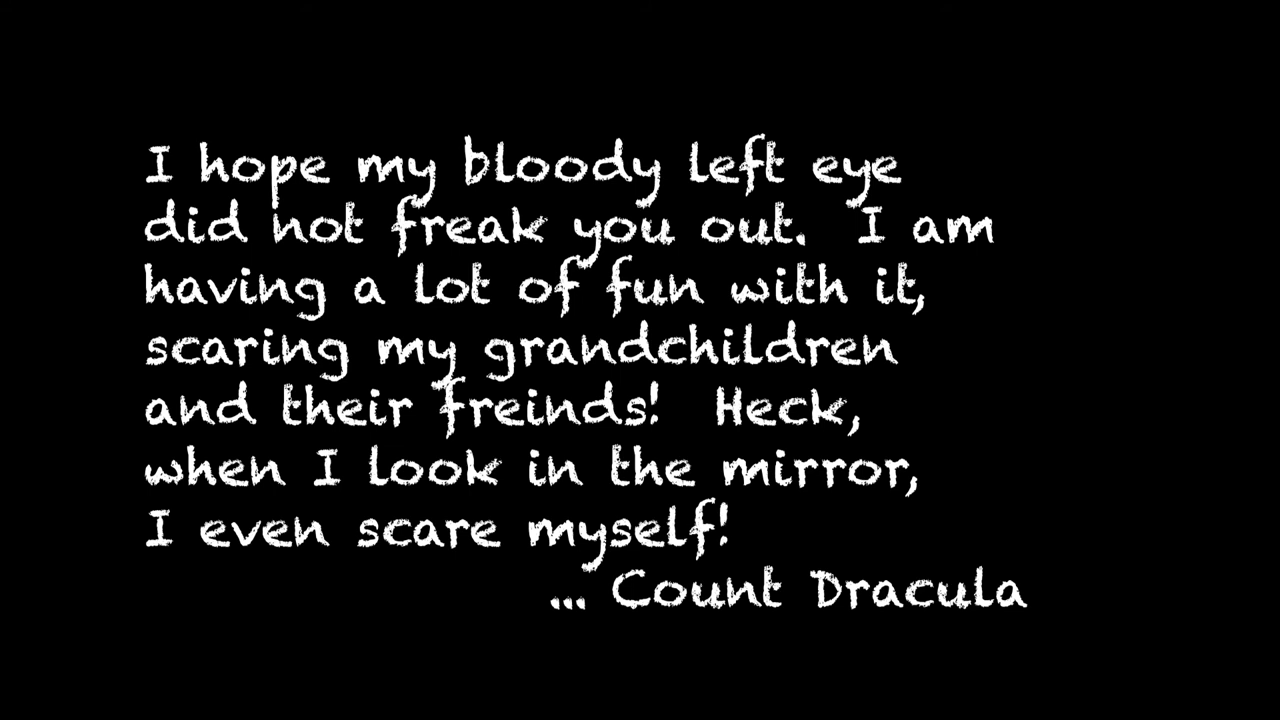 I hope my bloody left eye
did not freak you out.  I am
having a lot of fun with it,
scaring my grandchildren
and their freinds!  Heck,
when I look in the mirror,
I even scare myself!
... Count Dracula